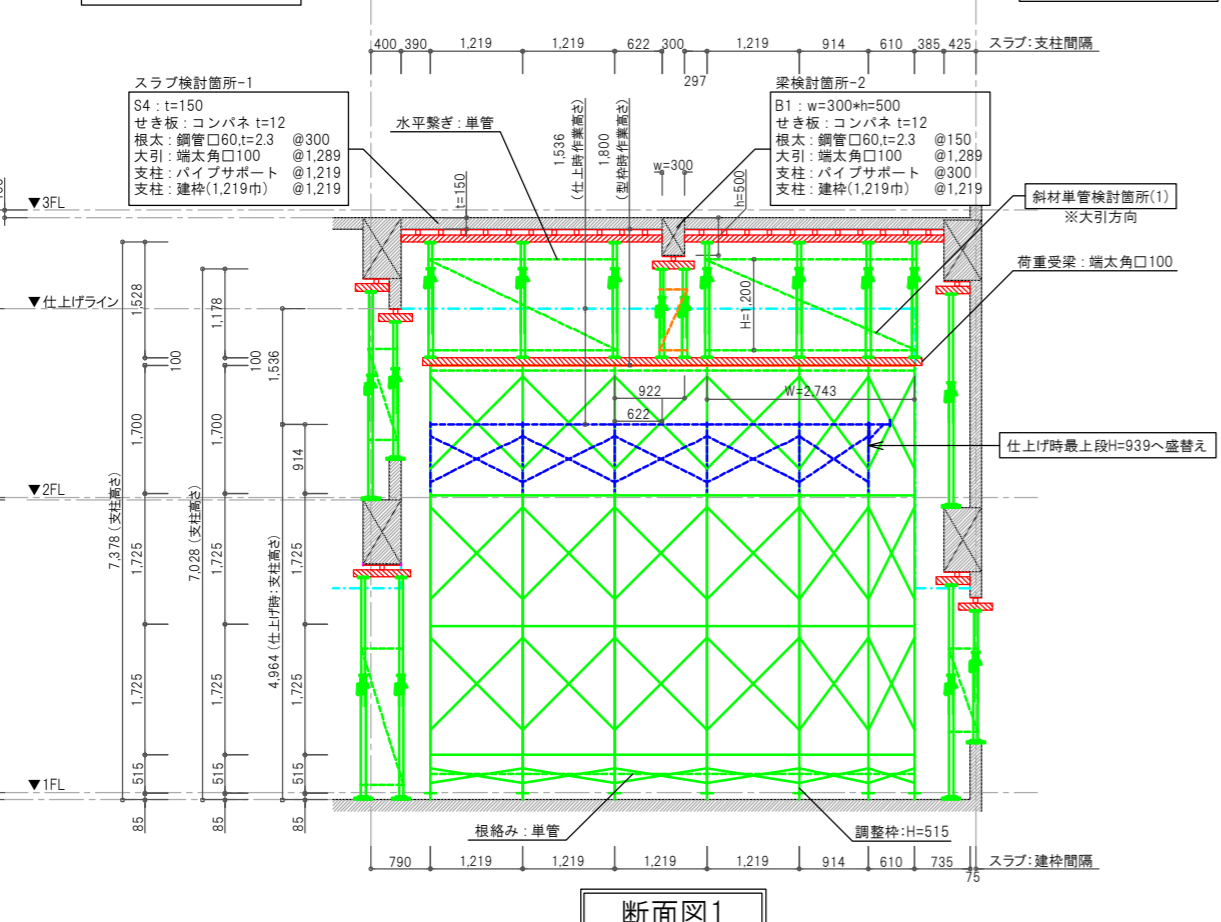 400 390 1,219 1,219 622 300 1,219 914 610 385 425 スラブ:支柱間隔
297
スラブ検討箇所-1
S4 : t=150
せき板 : コンパネ t=12
根太 : 鋼管□60,t=2.3 @300
大引 : 端太角□100 @1,289
支柱 : パイプサポート @1,219
支柱 : 建枠(1,219巾) @1,219
水平繋ぎ : 単管
1,536
(仕上時作業高さ)
1,800
(型枠時作業高さ)
w=300
梁検討箇所-2
B1 : w=300*h=500
せき板 : コンパネ t=12
根太 : 鋼管□60,t=2.3 @150
大引 : 端太角□100 @1,289
支柱 : パイプサポート @300
支柱 : 建枠(1,219巾) @1,219
t=150
h=500
斜材単管検討箇所(1)
※大引方向
荷重受梁 : 端太角□100
▼3FL
▼仕上げライン
▼2FL
▼1FL
7,378 (支柱高さ)
1,528
100
1,700
1,725
1,725
515
85
7,028 (支柱高さ)
1,178
100
1,700
1,725
1,725
515
85
4,964 (仕上げ時:支柱高さ)
1,536
914
1,725
1,725
515
85
H=1,200
922
622
W=2,743
仕上げ時最上段H=939へ盛替え
根絡み : 単管
調整枠:H=515
790 1,219 1,219 1,219 1,219 914 610 735 スラブ:建枠間隔
75
断面図1